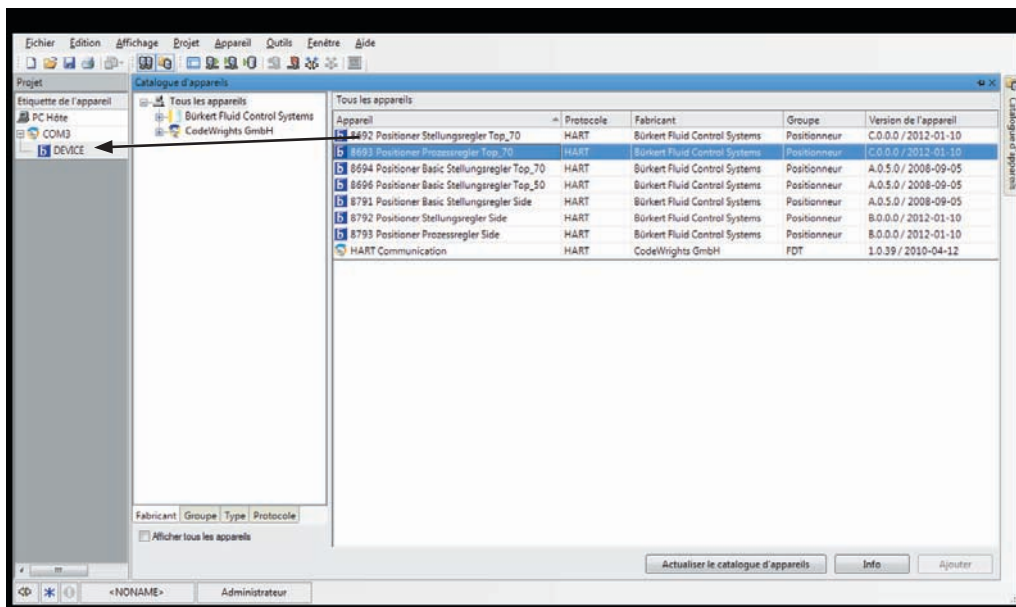 Fichier Édition Affichage Projet Appareil Outils Fenêtre Aide
Projet
Catalogue d'appareils
Etiquette de l'appareil
PC Hôte
COM3
DEVICE
Tous les appareils
Bürkert Fluid Control Systems
CodeWrights GmbH
Tous les appareils
Appareil Protocole Fabricant Groupe Version de l'appareil
8692 Positioner Stellungsregler Top_70 HART Bürkert Fluid Control Systems Positionneur C.0.0.0 / 2012-01-10
8693 Positioner Prozessregler Top_70 HART Bürkert Fluid Control Systems Positionneur C.0.0.0 / 2012-01-10
8694 Positioner Basic Stellungsregler Top_70 HART Bürkert Fluid Control Systems Positionneur A.0.5.0 / 2008-09-05
8696 Positioner Basic Stellungsregler Top_50 HART Bürkert Fluid Control Systems Positionneur A.0.5.0 / 2008-09-05
8791 Positioner Basic Stellungsregler Side HART Bürkert Fluid Control Systems Positionneur A.0.5.0 / 2008-09-05
8792 Positioner Stellungsregler Side HART Bürkert Fluid Control Systems Positionneur B.0.0.0 / 2012-01-10
8793 Positioner Prozessregler Side HART Bürkert Fluid Control Systems Positionneur B.0.0.0 / 2012-01-10
HART Communication HART CodeWrights GmbH FDT 1.0.39 / 2010-04-12
Catalogue d'appareils
Fabricant Groupe Type Protocole
Afficher tous les appareils
Actualiser le catalogue d'appareils Info Ajouter
<NONAME> Administrateur